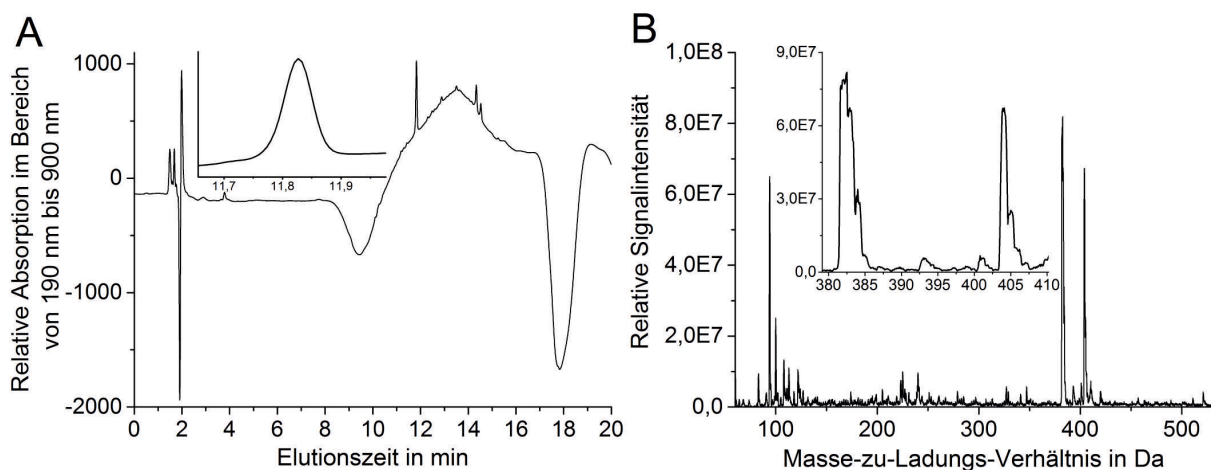 A
Relative Absorption im Bereich
von 190 nm bis 900 nm
1000
0
-1000
-2000
11,7 11,8 11,9
0 2 4 6 8 10 12 14 16 18 20
Elutionszeit in min
B
Relative Signalintensität
1,0E8
8,0E7
6,0E7
4,0E7
2,0E7
0,0
9,0E7
6,0E7
3,0E7
0,0
380 385 390 395 400 405 410
100 200 300 400 500
Masse-zu-Ladungs-Verhältnis in Da